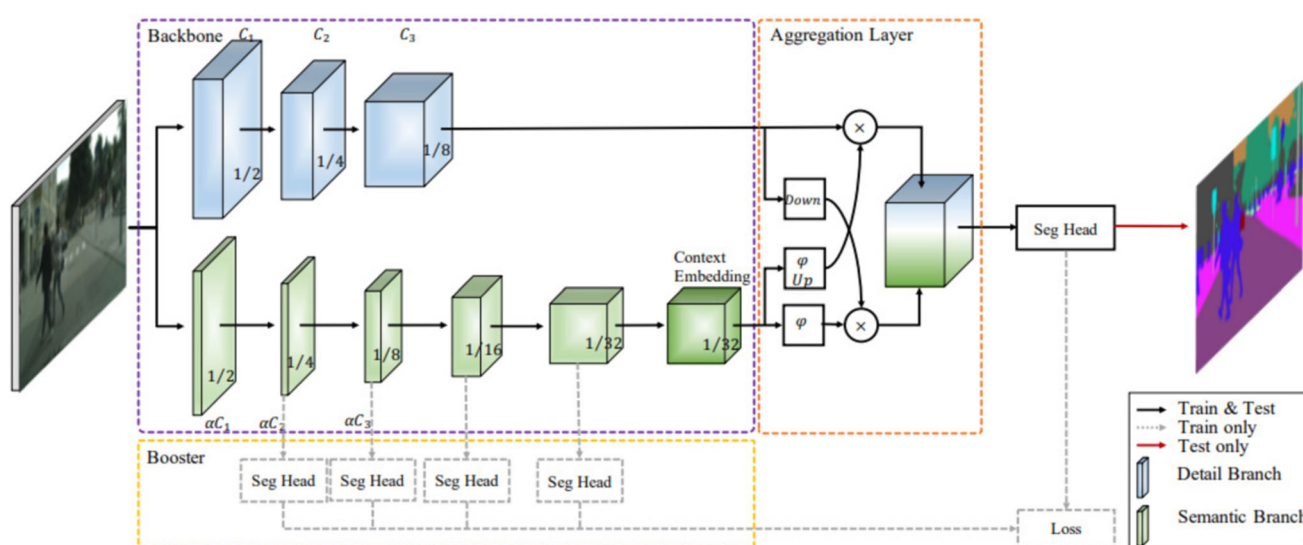 Backbone
C₁
C₂
C₃
Aggregation Layer
1/2
1/4
1/8
×
Down
Seg Head
Context
Embedding
φ
Up
φ
×
1/2
1/4
1/8
1/16
1/32
1/32
αC₁
αC₂
αC₃
Booster
Seg Head
Seg Head
Seg Head
Seg Head
Loss
Train & Test
Train only
Test only
Detail Branch
Semantic Branch